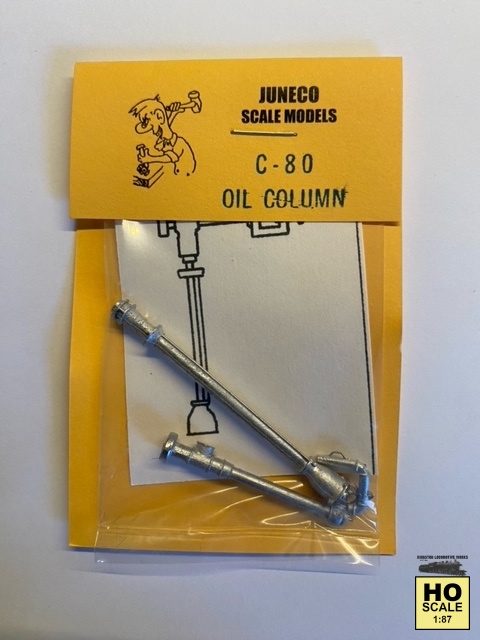 JUNECO
SCALE MODELS
C-80
OIL COLUMN
HO
SCALE
1:87